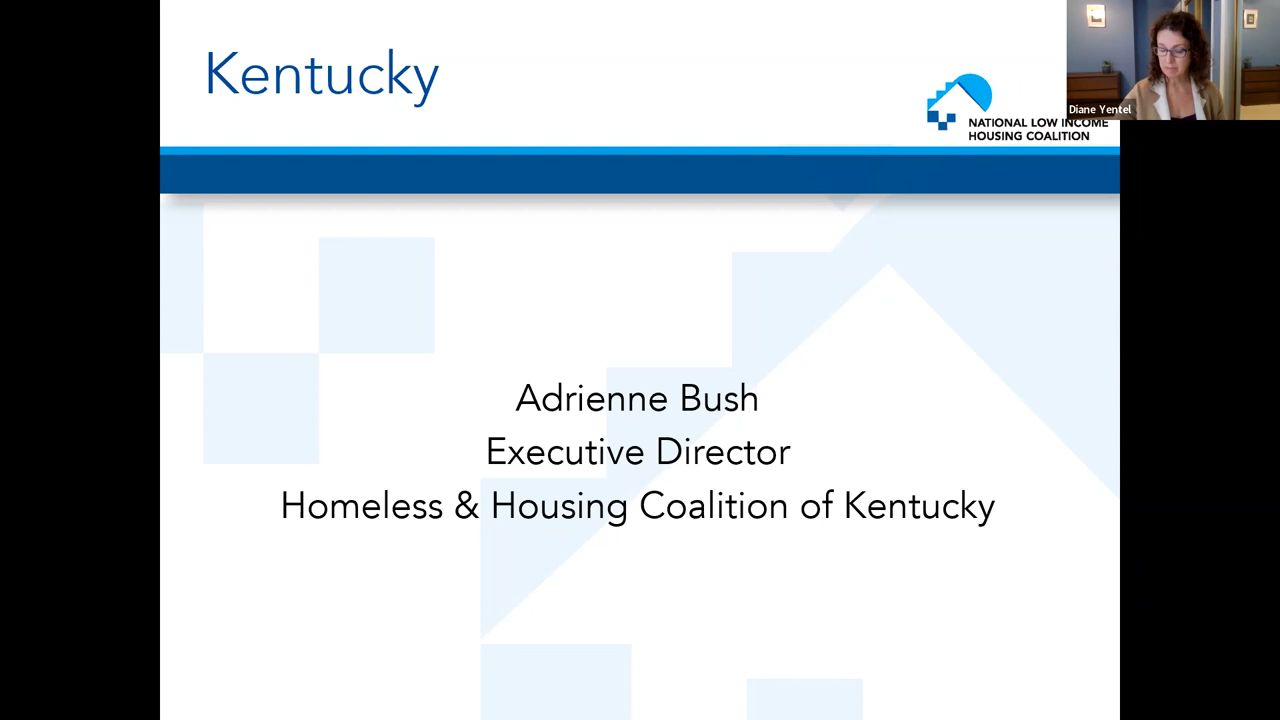 Kentucky
NATIONAL LOW INCOME
HOUSING COALITION
Diane Yentel
Adrienne Bush
Executive Director
Homeless & Housing Coalition of Kentucky